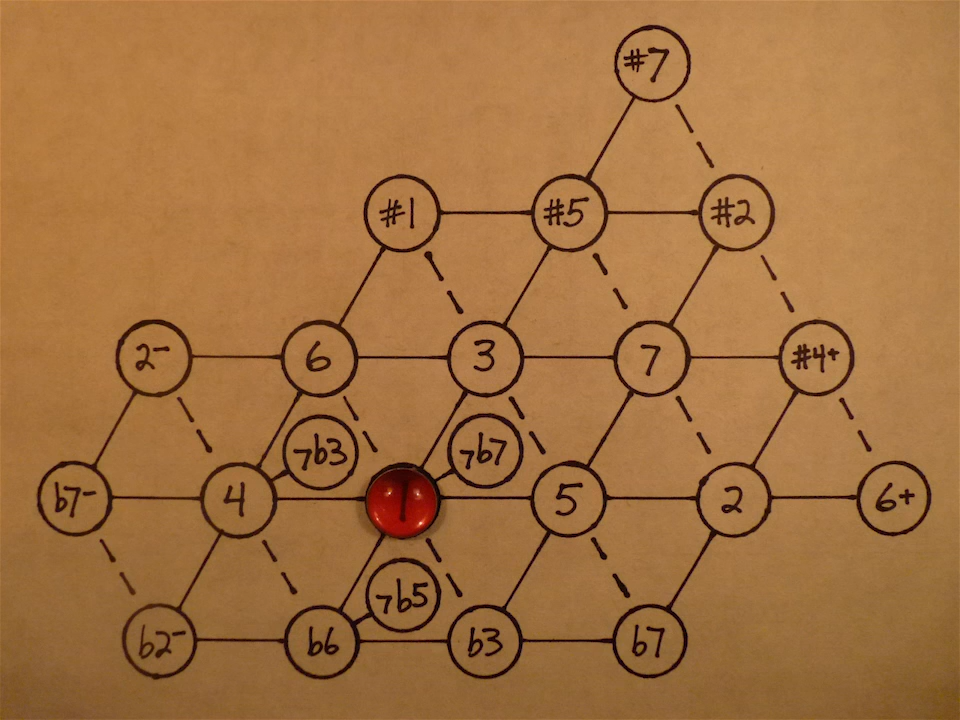 #7
#1 #5 #2
2- 6 3 7 #4+
7b3 7b7
b7- 4 1 5 2 6+
7b5
b2- b6 b3 b7